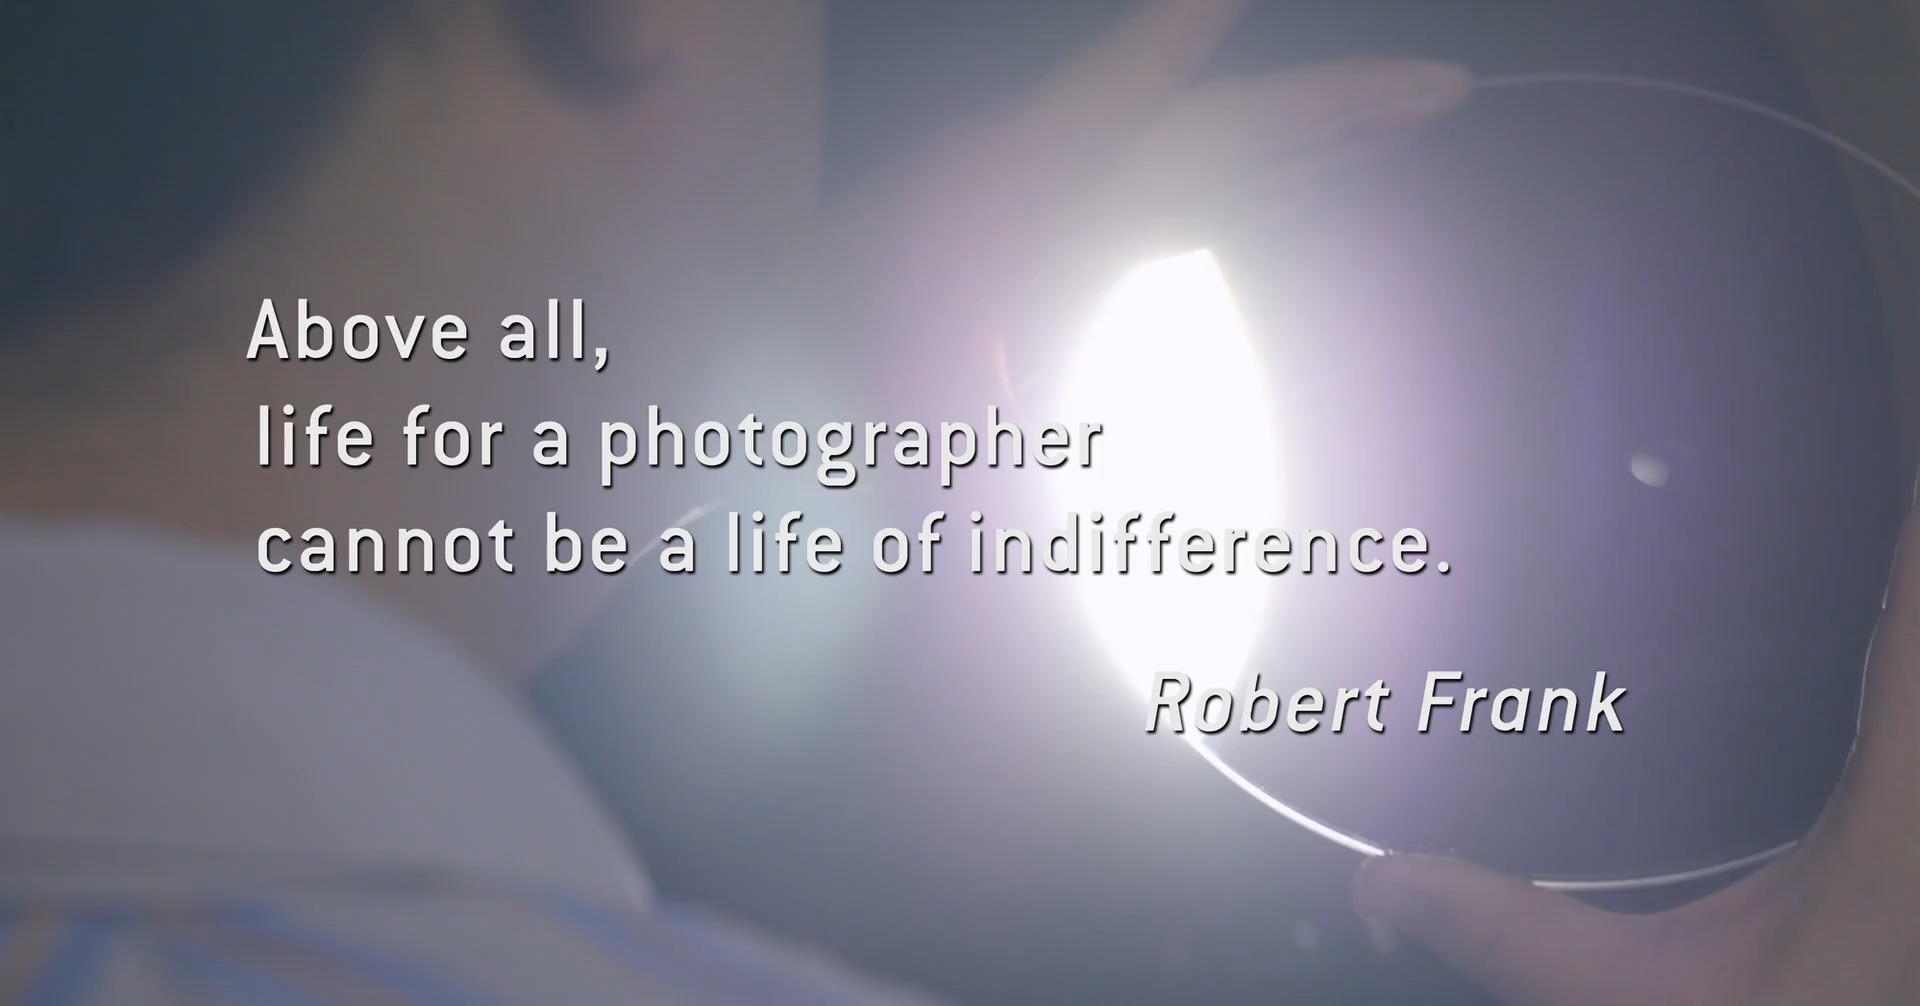 Above all,
life for a photographer
cannot be a life of indifference.
Robert Frank